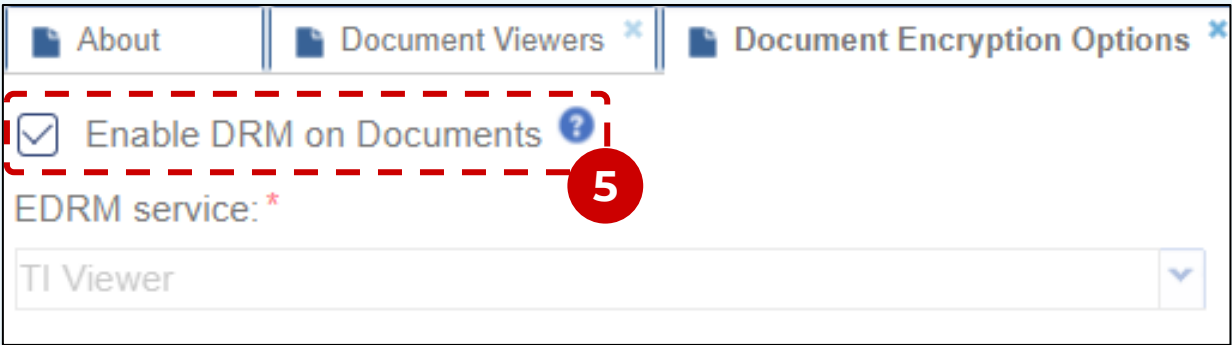 About Document Viewers × Document Encryption Options ×
Enable DRM on Documents ?
5
EDRM service: *
TI Viewer